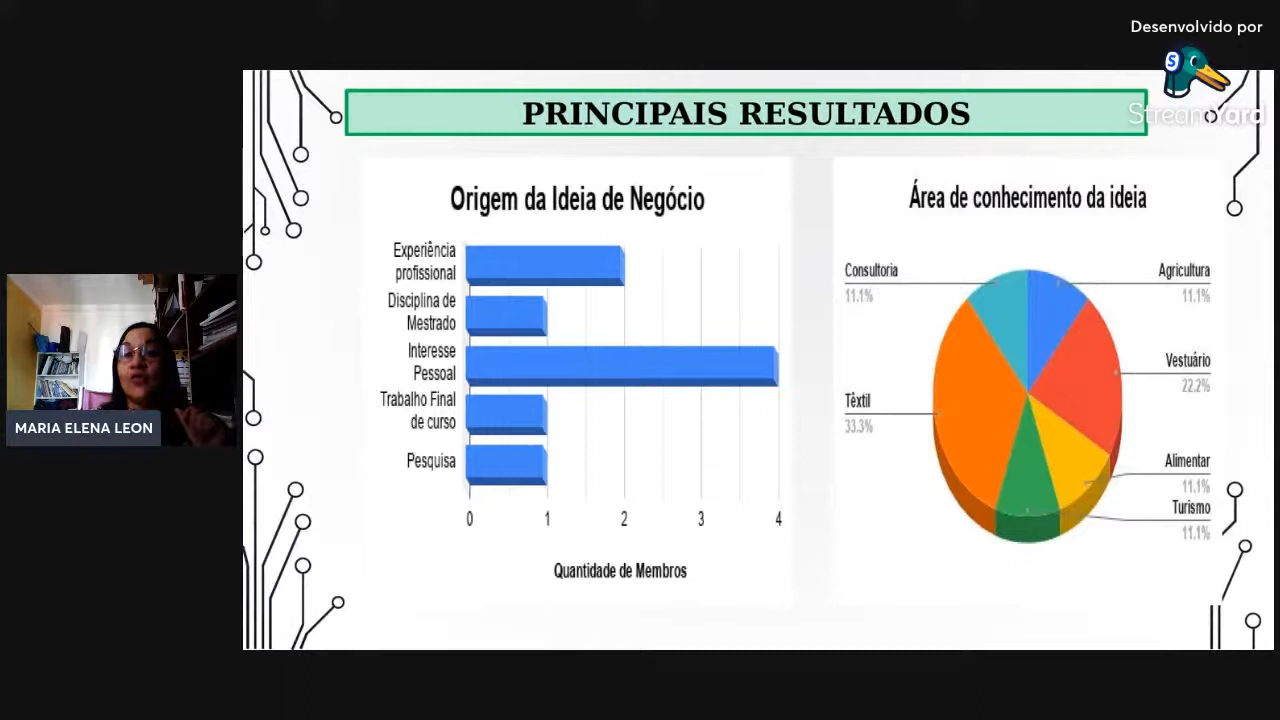 Desenvolvido por
S
StreamYard
PRINCIPAIS RESULTADOS
Origem da Ideia de Negócio
Experiência
profissional
Disciplina de
Mestrado
Interesse
Pessoal
Trabalho Final
de curso
Pesquisa
0 1 2 3 4
Quantidade de Membros
Área de conhecimento da ideia
Consultoria
11.1%
Agricultura
11.1%
Vestuário
22.2%
Têxtil
33.3%
Alimentar
11.1%
Turismo
11.1%
MARIA ELENA LEON